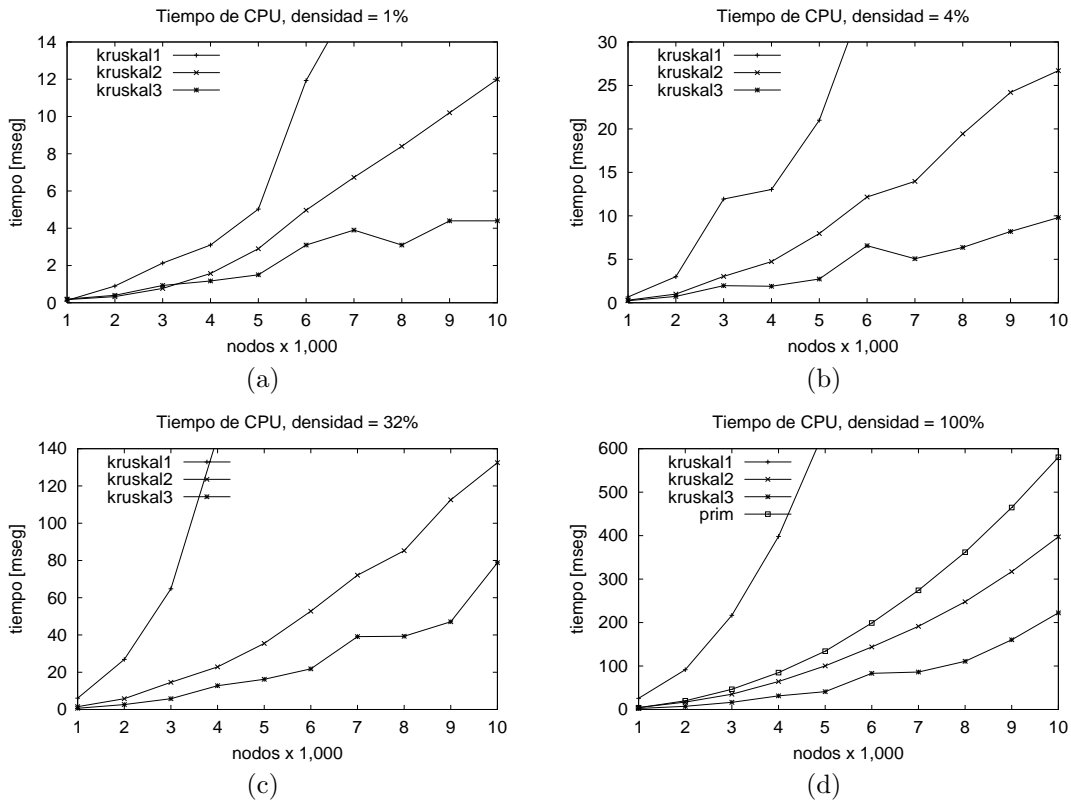 Tiempo de CPU, densidad = 1%
14
12
10
8
6
4
2
0
kruskal1
kruskal2
kruskal3
tiempo [mseg]
1 2 3 4 5 6 7 8 9 10
nodos x 1,000
(a)
Tiempo de CPU, densidad = 4%
30
25
20
15
10
5
0
kruskal1
kruskal2
kruskal3
tiempo [mseg]
1 2 3 4 5 6 7 8 9 10
nodos x 1,000
(b)
Tiempo de CPU, densidad = 32%
140
120
100
80
60
40
20
0
kruskal1
kruskal2
kruskal3
tiempo [mseg]
1 2 3 4 5 6 7 8 9 10
nodos x 1,000
(c)
Tiempo de CPU, densidad = 100%
600
500
400
300
200
100
0
kruskal1
kruskal2
kruskal3
prim
tiempo [mseg]
1 2 3 4 5 6 7 8 9 10
nodos x 1,000
(d)